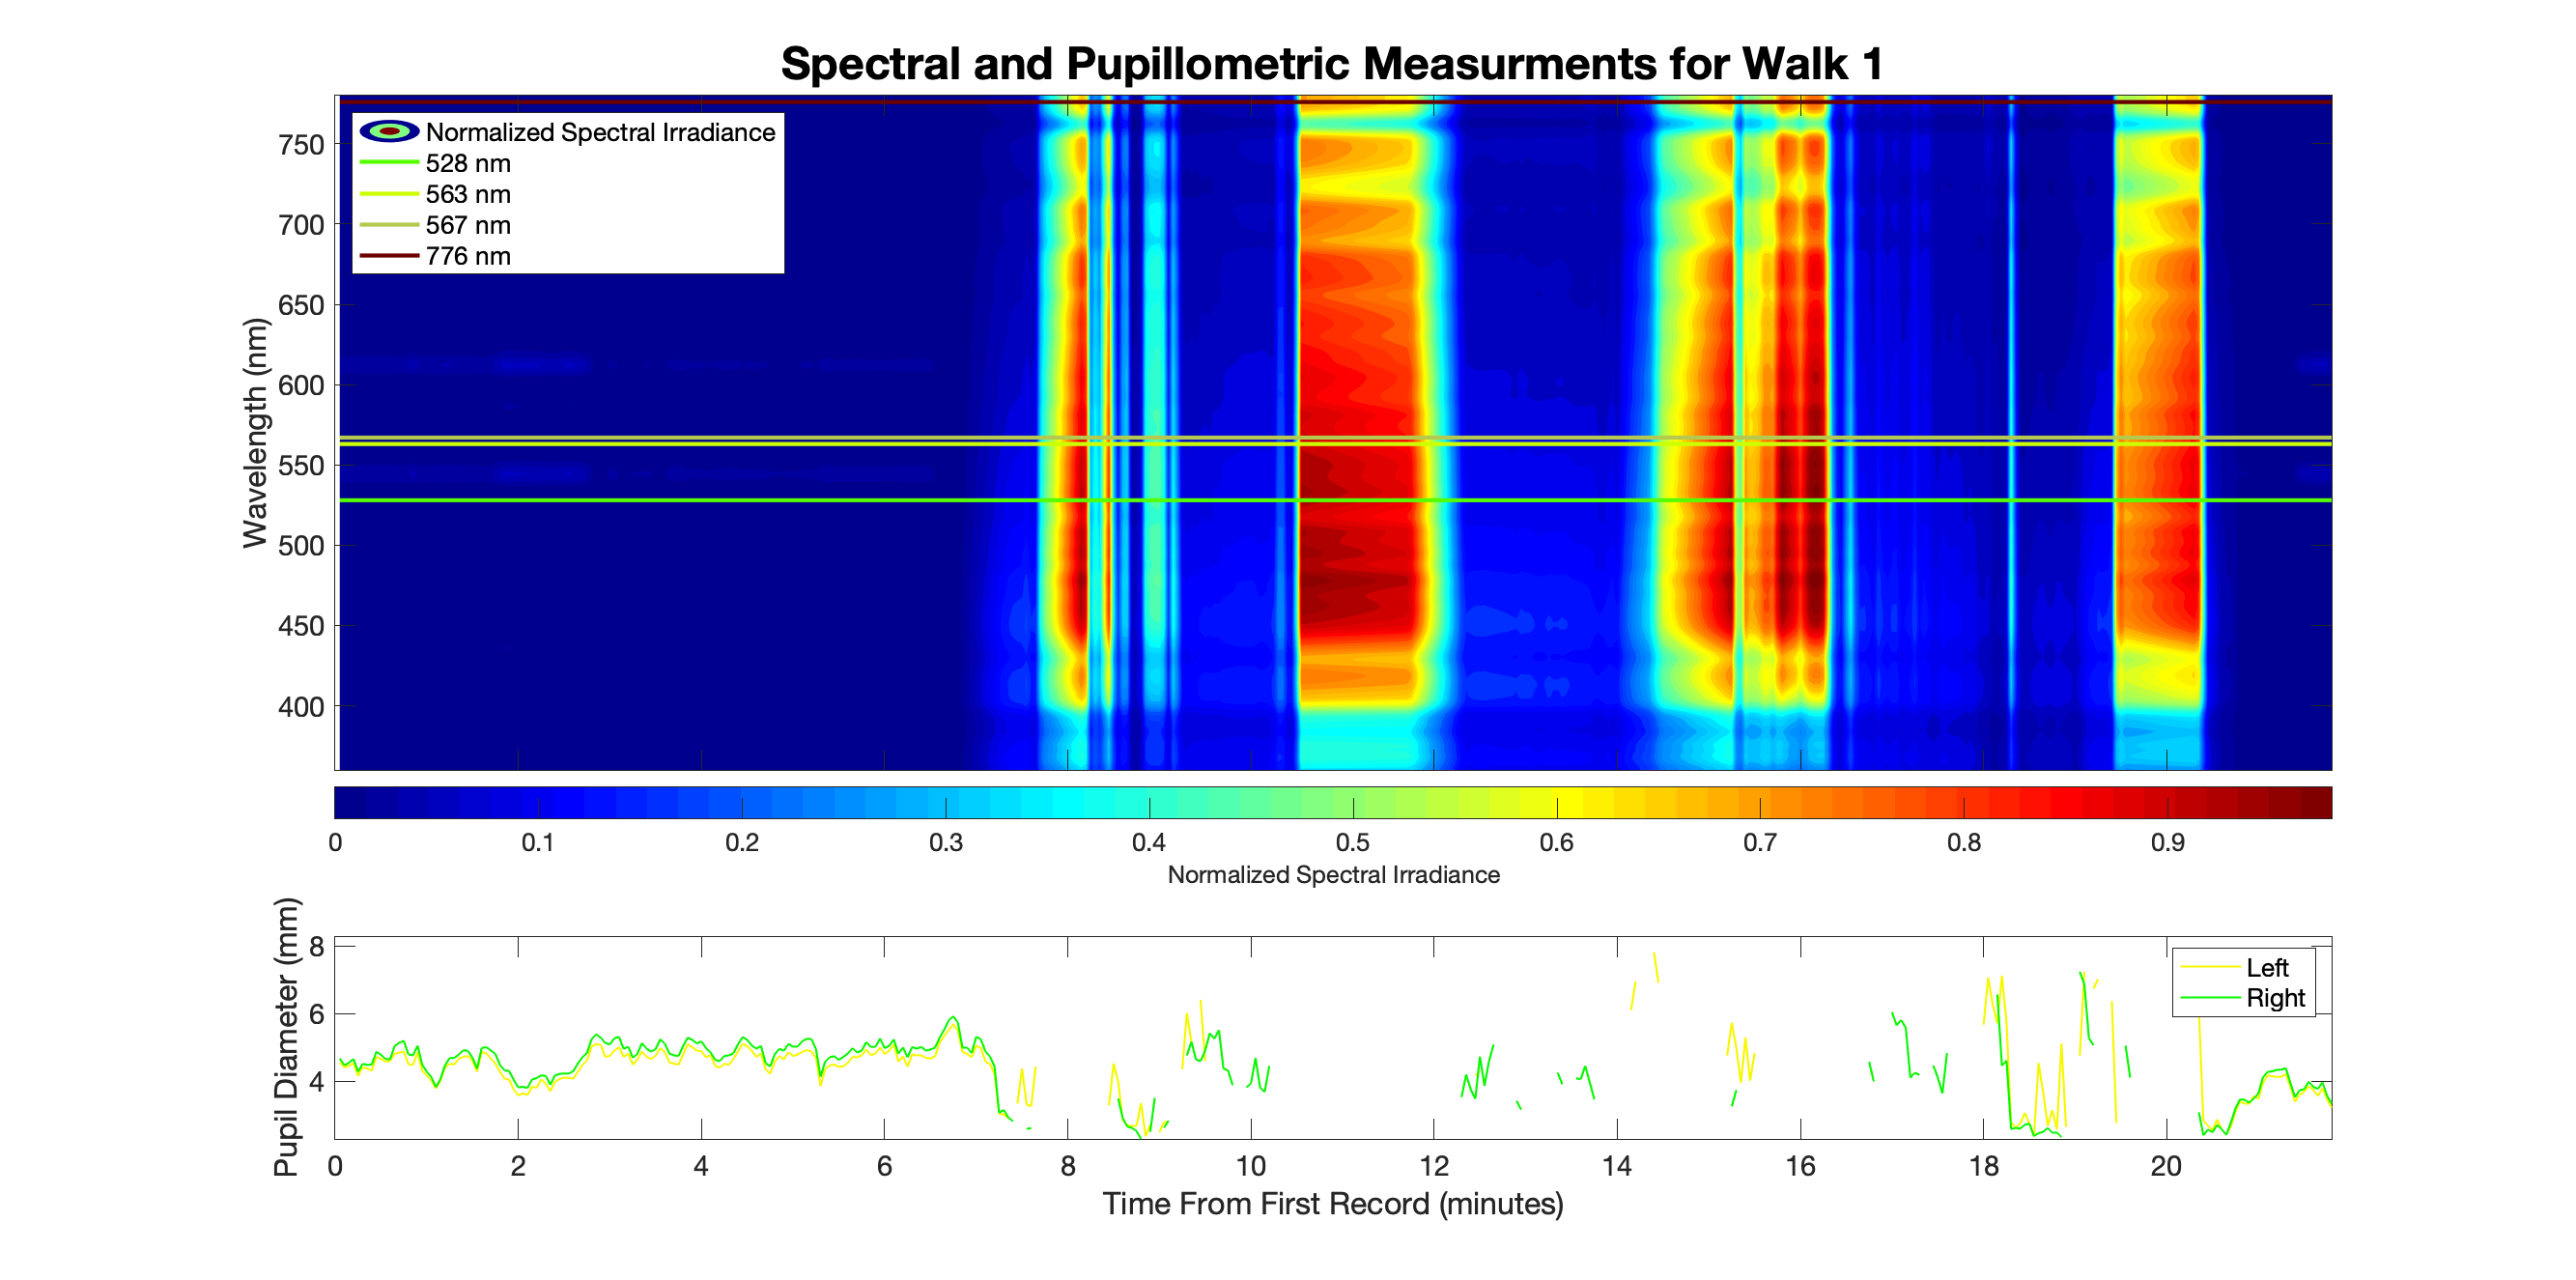 Spectral and Pupillometric Measurments for Walk 1
Normalized Spectral Irradiance
528 nm
563 nm
567 nm
776 nm
Wavelength (nm)
750
700
650
600
550
500
450
400
0 0.1 0.2 0.3 0.4 0.5 0.6 0.7 0.8 0.9
Normalized Spectral Irradiance
Pupil Diameter (mm)
8
6
4
Left
Right
0 2 4 6 8 10 12 14 16 18 20
Time From First Record (minutes)